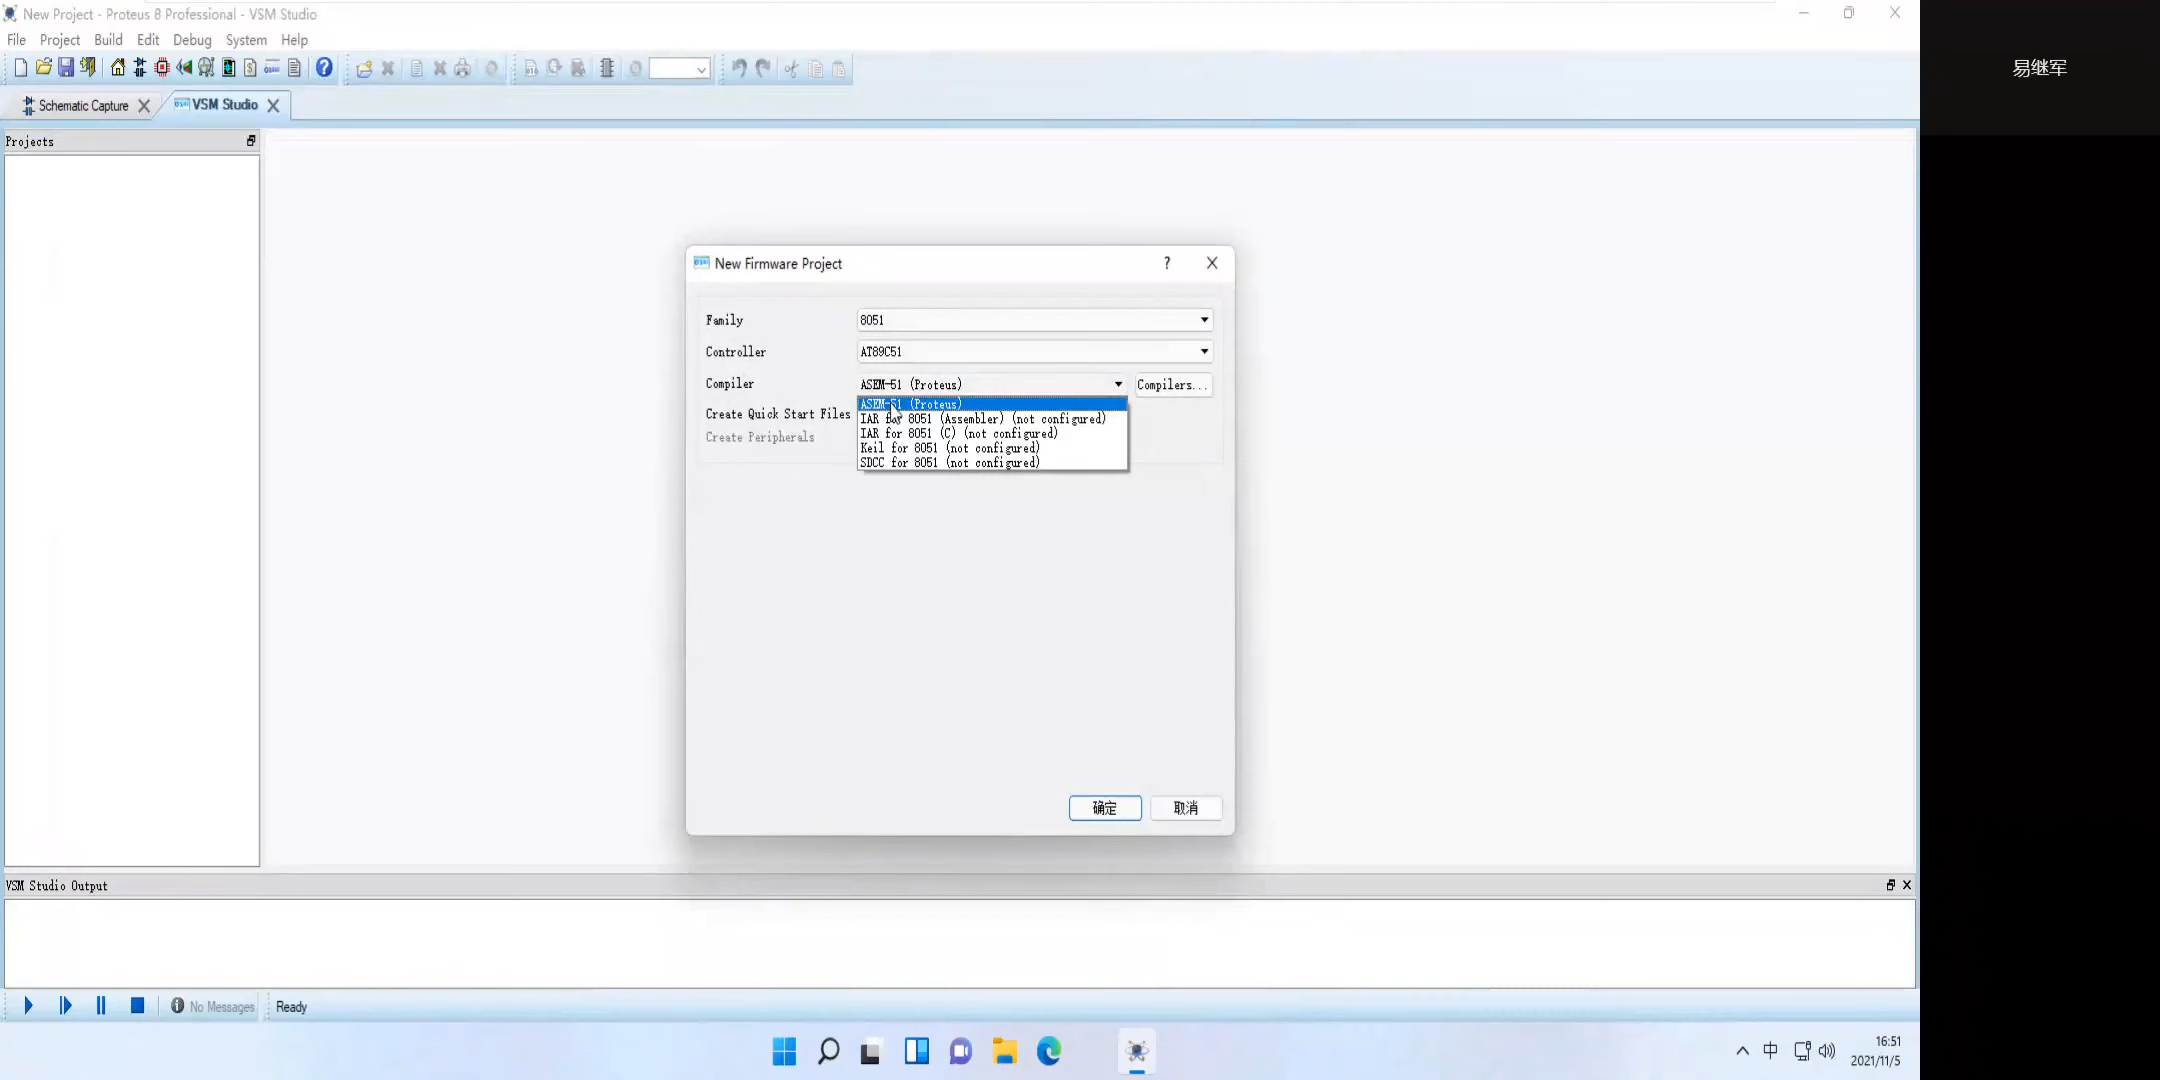 New Project - Proteus 8 Professional - VSM Studio
易继军
File Project Build Edit Debug System Help
Schematic Capture
VSM Studio
Projects
New Firmware Project
?
Family
8051
Controller
AT89C51
Compiler
ASEM-51 (Proteus)
Compilers...
ASEM-51 (Proteus)
Create Quick Start Files
IAR for 8051 (Assembler) (not configured)
IAR for 8051 (C) (not configured)
Create Peripherals
Keil for 8051 (not configured)
SDCC for 8051 (not configured)
确定
取消
VSM Studio Output
No Messages
Ready
中
16:51
2021/11/5